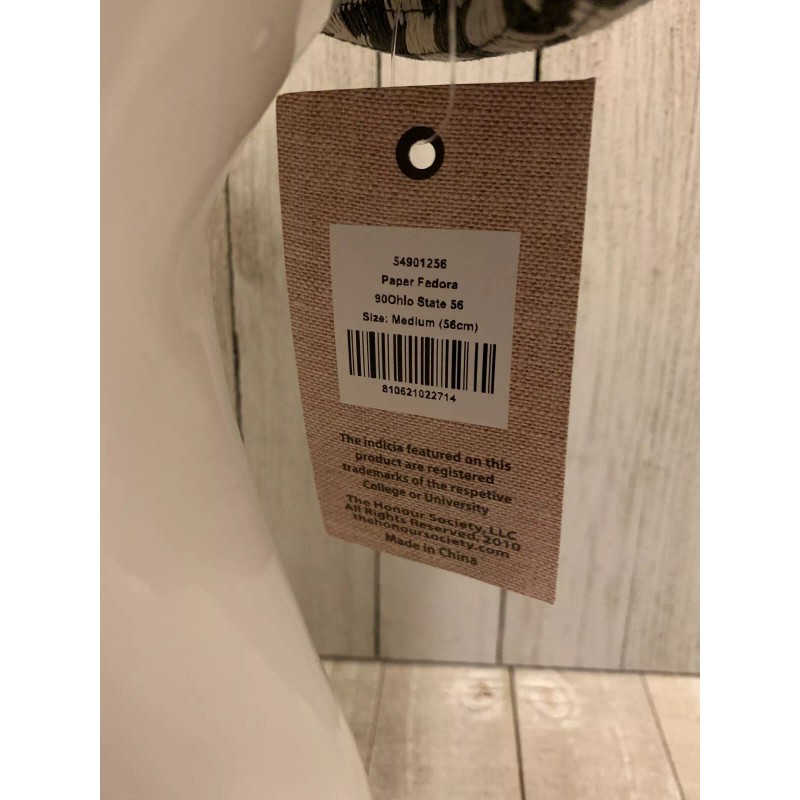 54901256
Paper Fedora
90Ohio State 56
Size: Medium (56cm)
810621022714
The indicia featured on this
product are registered
trademarks of the respetive
College or University
The Honour Society, LLC
All Rights Reserved. 2010
thehonoursociety.com
Made in China